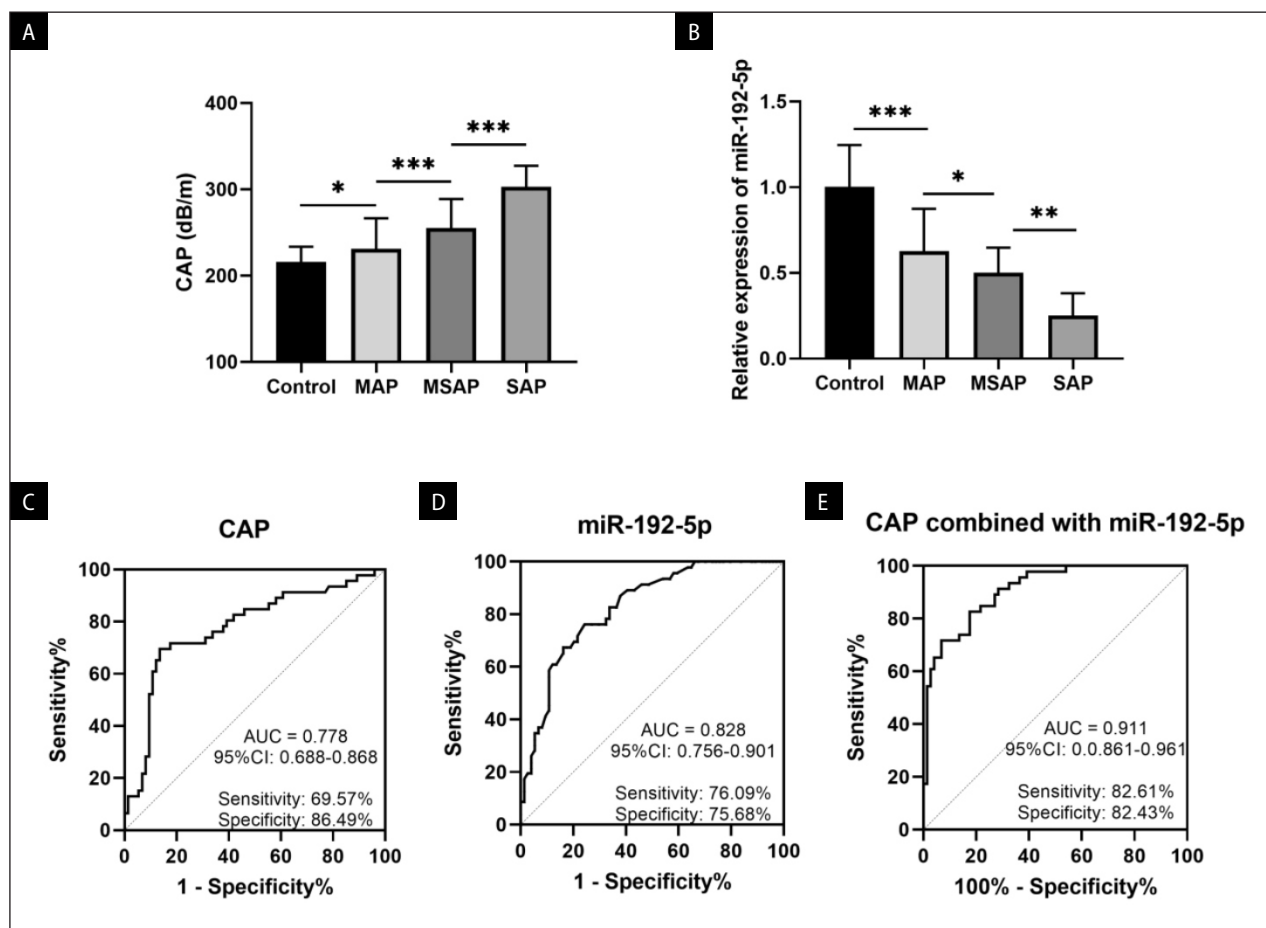 A
CAP (dB/m)
400
300
200
100
*
***
***
Control MAP MSAP SAP
B
Relative expression of miR-192-5p
1.5
1.0
0.5
0.0
***
*
**
Control MAP MSAP SAP
C
CAP
Sensitivity%
100
80
60
40
20
0
AUC = 0.778
95%CI: 0.688-0.868
Sensitivity: 69.57%
Specificity: 86.49%
0 20 40 60 80 100
1 - Specificity%
D
miR-192-5p
Sensitivity%
100
80
60
40
20
0
AUC = 0.828
95%CI: 0.756-0.901
Sensitivity: 76.09%
Specificity: 75.68%
0 20 40 60 80 100
1 - Specificity%
E
CAP combined with miR-192-5p
Sensitivity%
100
80
60
40
20
0
AUC = 0.911
95%CI: 0.0.861-0.961
Sensitivity: 82.61%
Specificity: 82.43%
0 20 40 60 80 100
100% - Specificity%